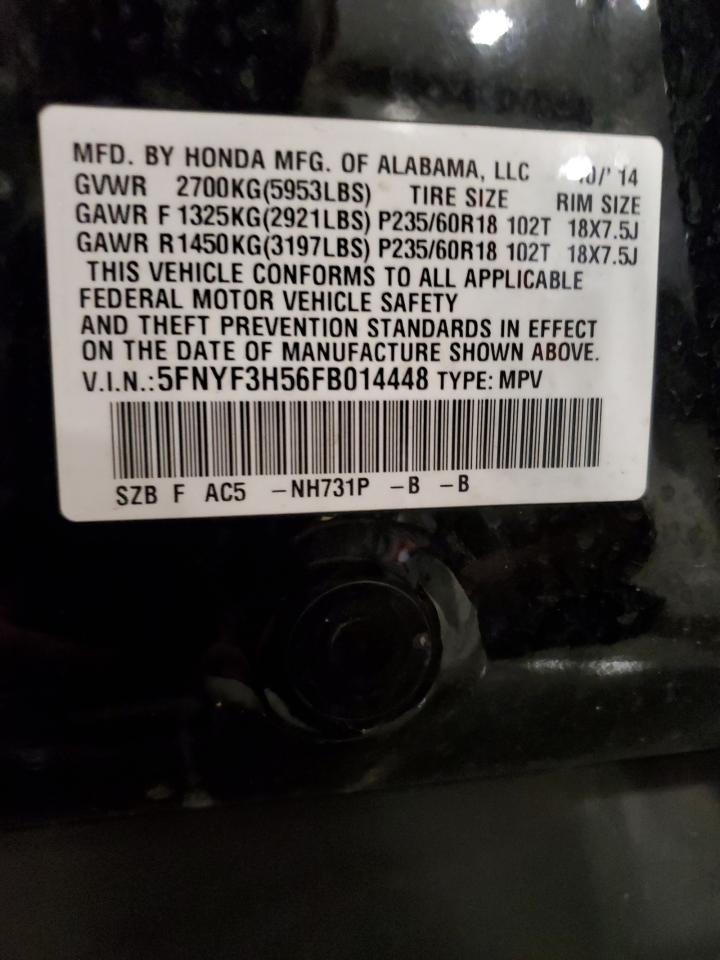 MFD. BY HONDA MFG. OF ALABAMA, LLC 10/' 14
GVWR 2700KG(5953LBS) TIRE SIZE RIM SIZE
GAWR F 1325KG(2921LBS) P235/60R18 102T 18X7.5J
GAWR R1450KG(3197LBS) P235/60R18 102T 18X7.5J
THIS VEHICLE CONFORMS TO ALL APPLICABLE
FEDERAL MOTOR VEHICLE SAFETY
AND THEFT PREVENTION STANDARDS IN EFFECT
ON THE DATE OF MANUFACTURE SHOWN ABOVE.
V.I.N.:5FNYF3H56FB014448 TYPE: MPV
SZB F AC5 -NH731P -B -B